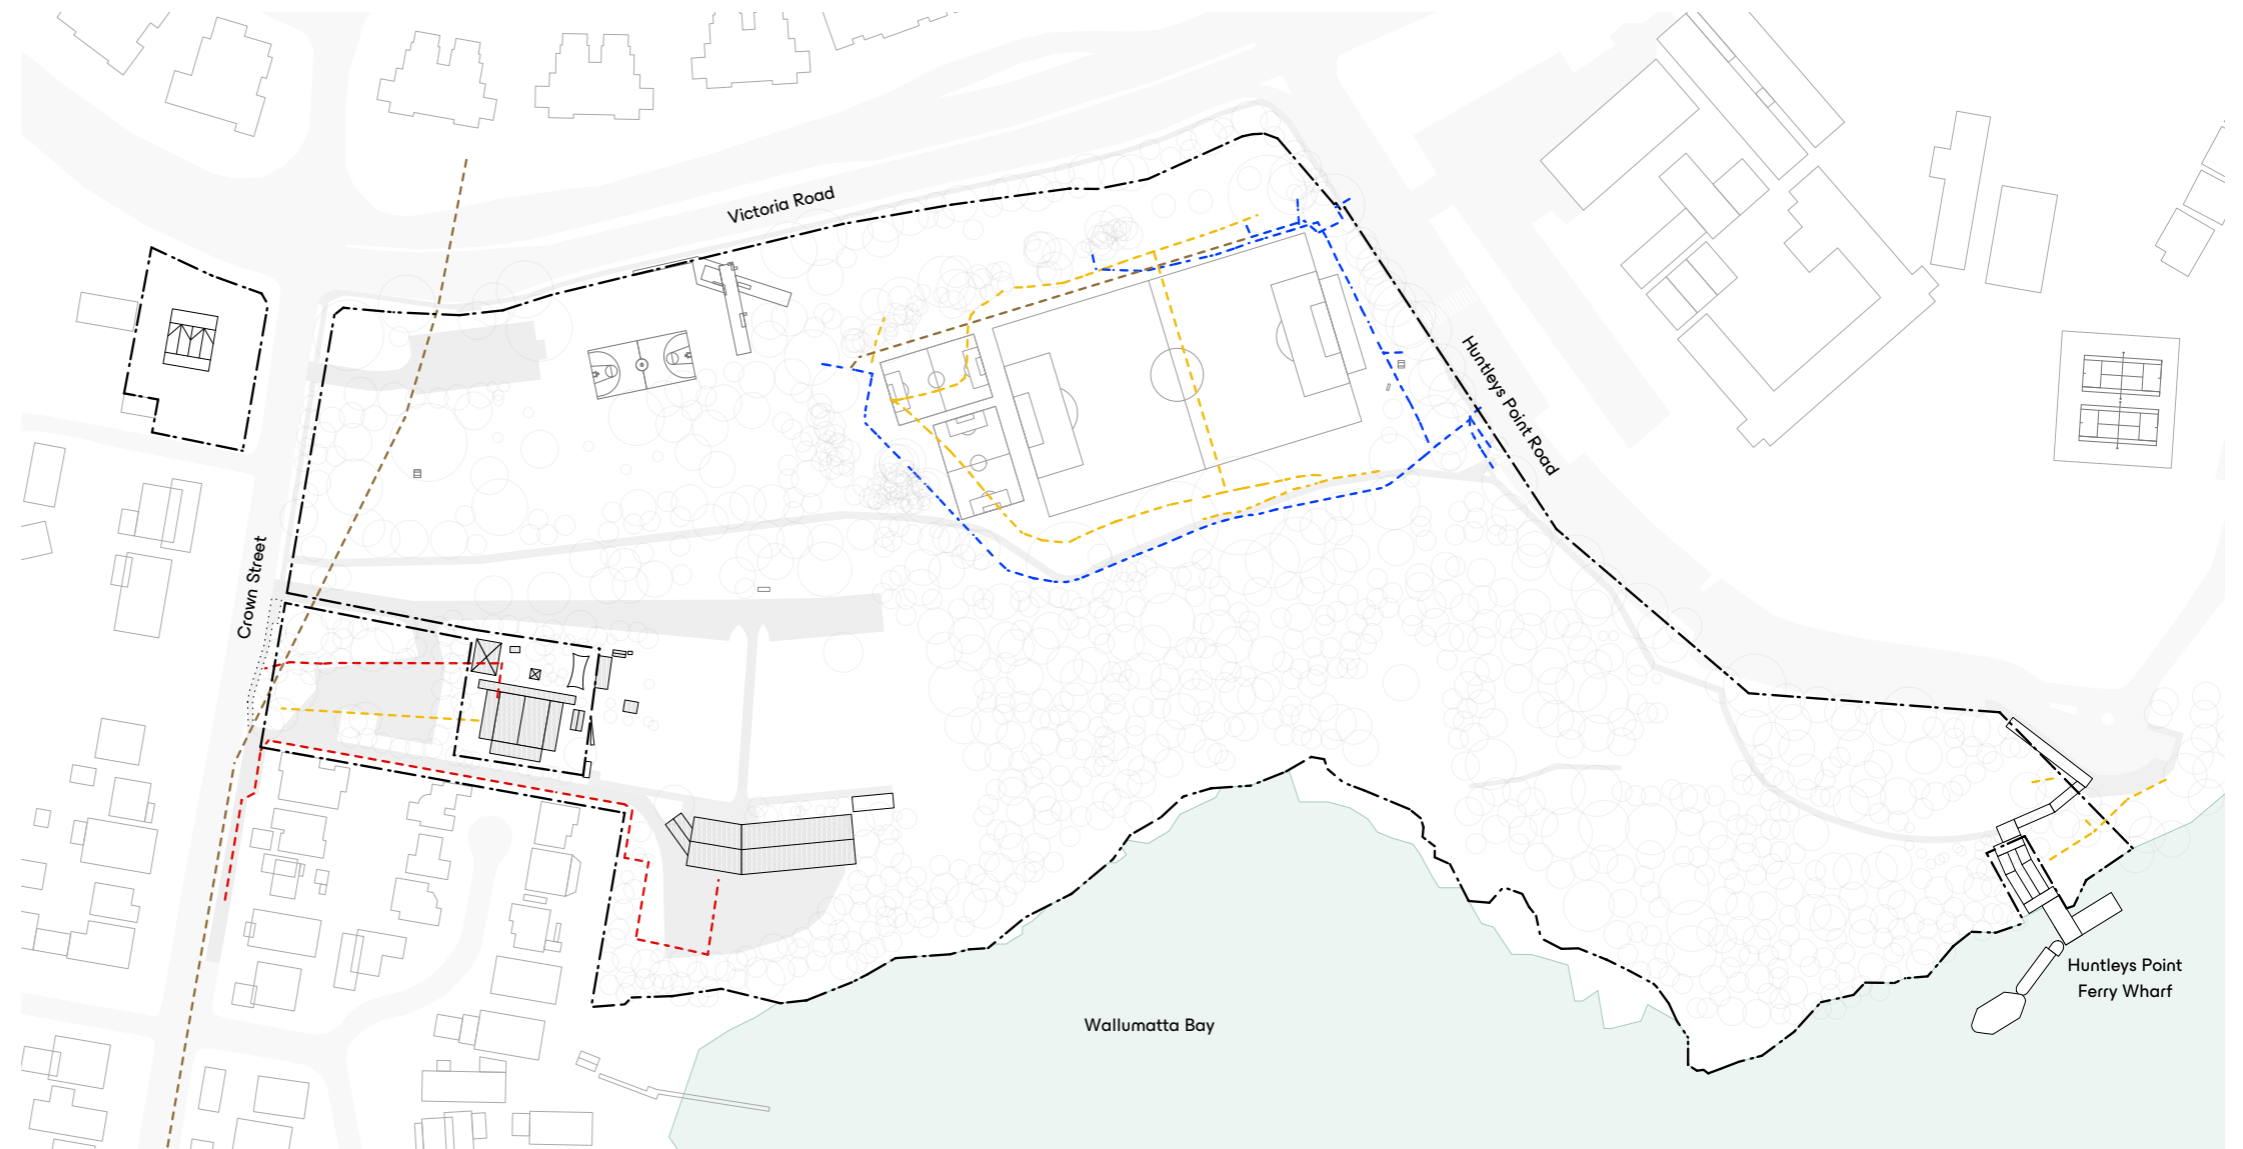 Victoria Road
Huntleys Point Road
Crown Street
Huntleys Point
Ferry Wharf
Wallumatta Bay